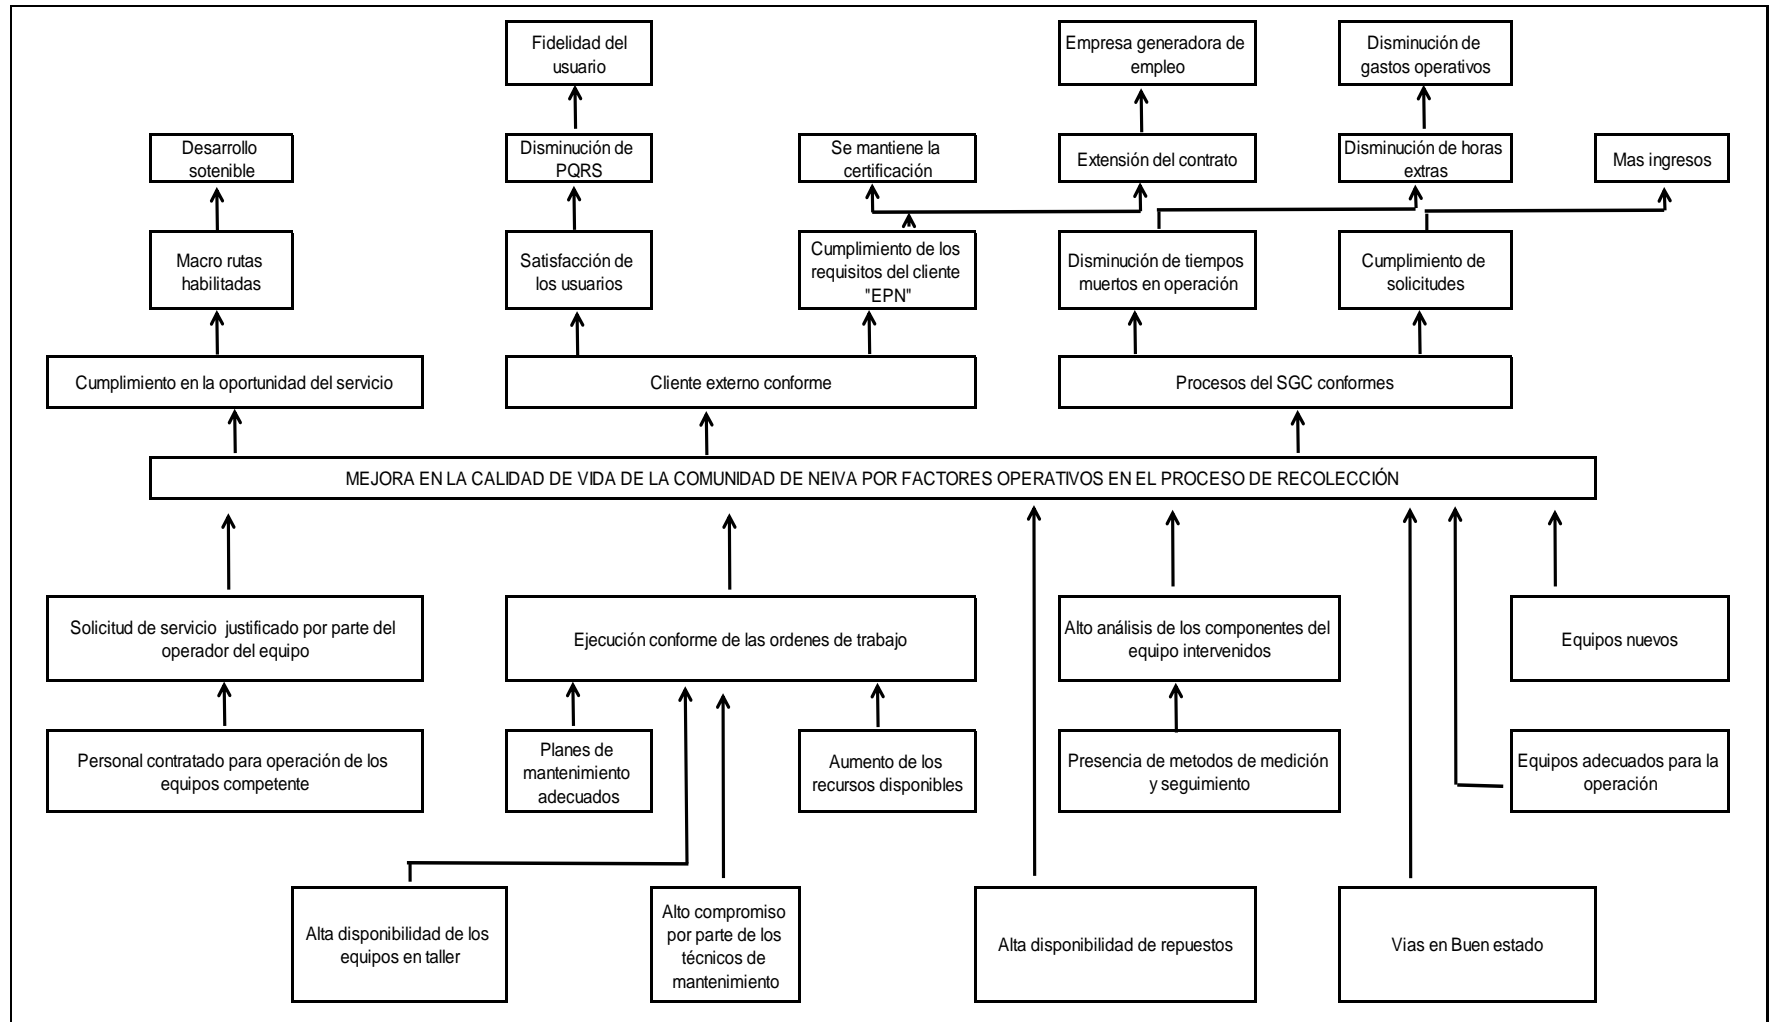 Fidelidad del
usuario
Empresa generadora de
empleo
Disminución de
gastos operativos
Desarrollo
sotenible
Disminución de
PQRS
Se mantiene la
certificación
Extensión del contrato
Disminución de horas
extras
Mas ingresos
Macro rutas
habilitadas
Satisfacción de
los usuarios
Cumplimiento de los
requisitos del cliente
"EPN"
Disminución de tiempos
muertos en operación
Cumplimiento de
solicitudes
Cumplimiento en la oportunidad del servicio
Cliente externo conforme
Procesos del SGC conformes
MEJORA EN LA CALIDAD DE VIDA DE LA COMUNIDAD DE NEIVA POR FACTORES OPERATIVOS EN EL PROCESO DE RECOLECCIÓN
Solicitud de servicio justificado por parte del
operador del equipo
Ejecución conforme de las ordenes de trabajo
Alto análisis de los componentes del
equipo intervenidos
Equipos nuevos
Personal contratado para operación de los
equipos competente
Planes de
mantenimiento
adecuados
Aumento de los
recursos disponibles
Presencia de metodos de medición
y seguimiento
Equipos adecuados para la
operación
Alta disponibilidad de los
equipos en taller
Alto compromiso
por parte de los
técnicos de
mantenimiento
Alta disponibilidad de repuestos
Vias en Buen estado